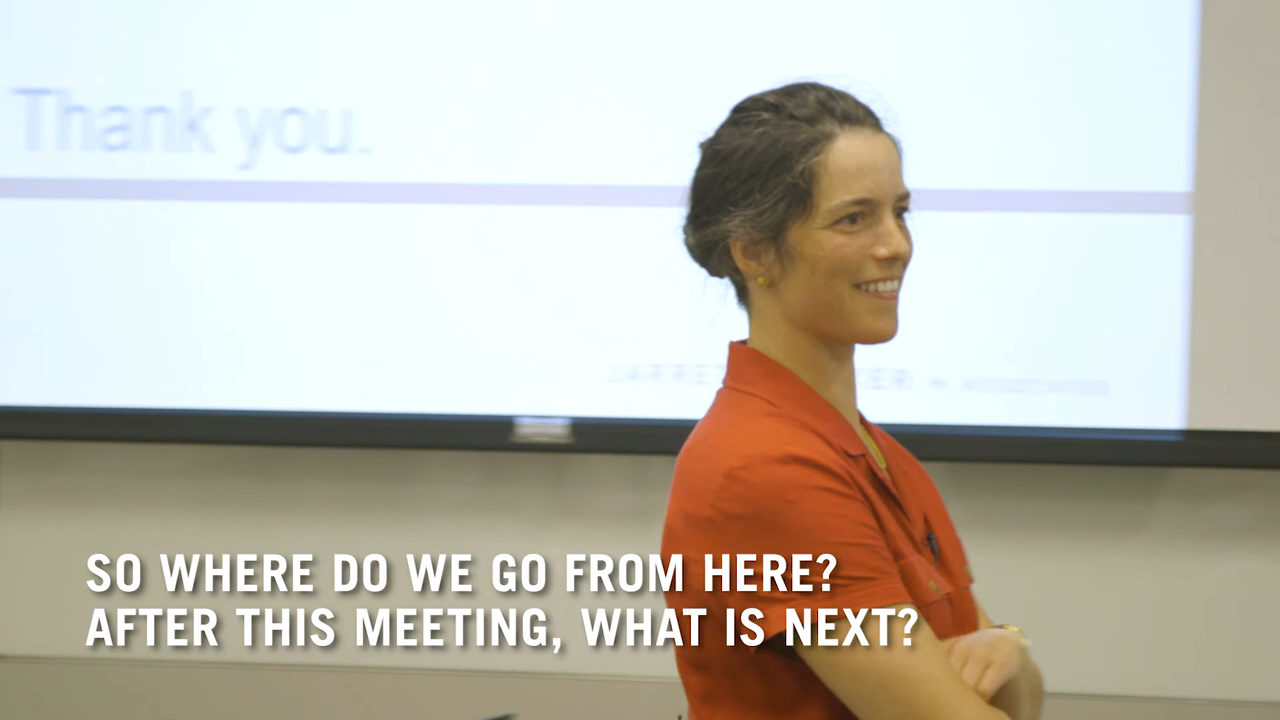 Thank you.
SO WHERE DO WE GO FROM HERE?
AFTER THIS MEETING, WHAT IS NEXT?